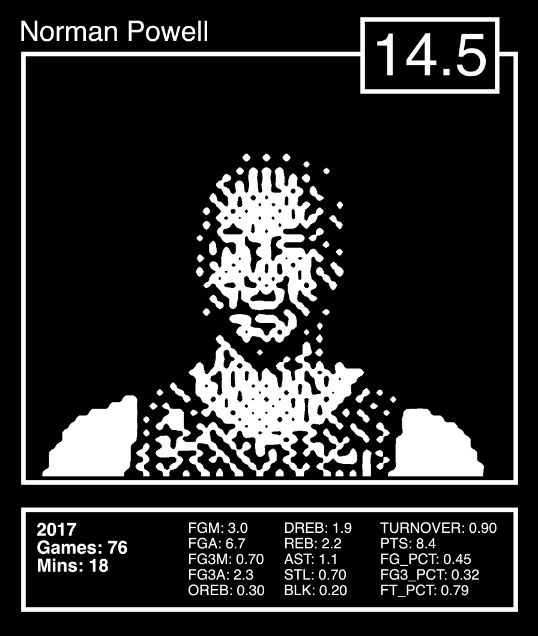 Norman Powell
14.5
2017
Games: 76
Mins: 18
FGM: 3.0
FGA: 6.7
FG3M: 0.70
FG3A: 2.3
OREB: 0.30
DREB: 1.9
REB: 2.2
AST: 1.1
STL: 0.70
BLK: 0.20
TURNOVER: 0.90
PTS: 8.4
FG_PCT: 0.45
FG3_PCT: 0.32
FT_PCT: 0.79